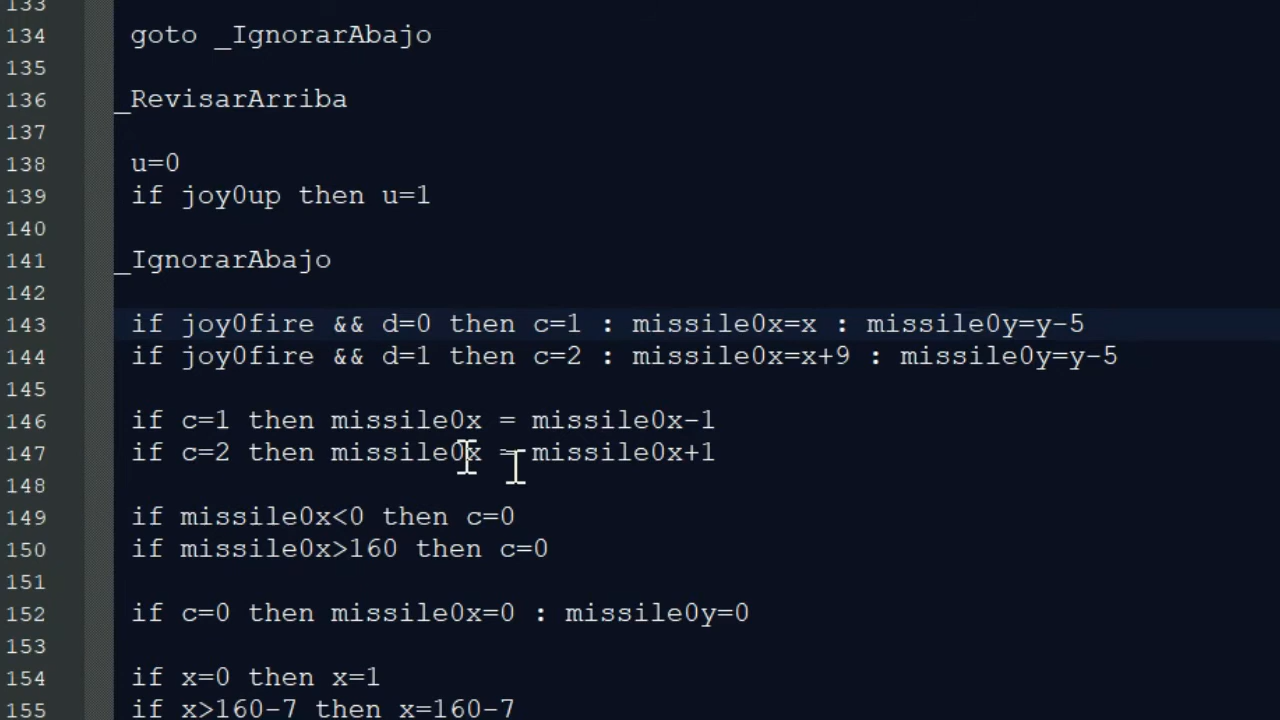 133
134 goto _IgnorarAbajo
135
136 _RevisarArriba
137
138 u=0
139 if joy0up then u=1
140
141 _IgnorarAbajo
142
143 if joy0fire && d=0 then c=1 : missile0x=x : missile0y=y-5
144 if joy0fire && d=1 then c=2 : missile0x=x+9 : missile0y=y-5
145
146 if c=1 then missile0x = missile0x-1
147 if c=2 then missile0x = missile0x+1
148
149 if missile0x<0 then c=0
150 if missile0x>160 then c=0
151
152 if c=0 then missile0x=0 : missile0y=0
153
154 if x=0 then x=1
155 if x>160-7 then x=160-7